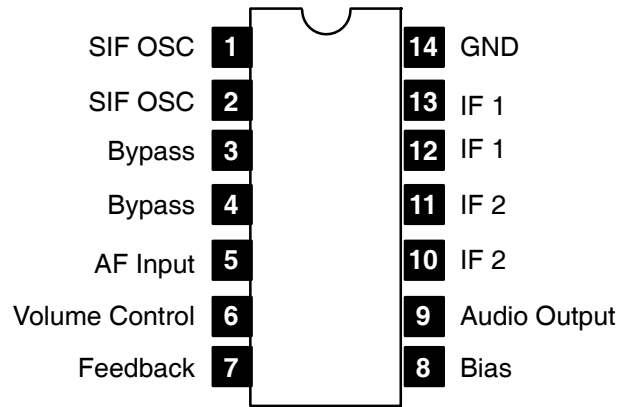 SIF OSC 1 14 GND
SIF OSC 2 13 IF 1
Bypass 3 12 IF 1
Bypass 4 11 IF 2
AF Input 5 10 IF 2
Volume Control 6 9 Audio Output
Feedback 7 8 Bias